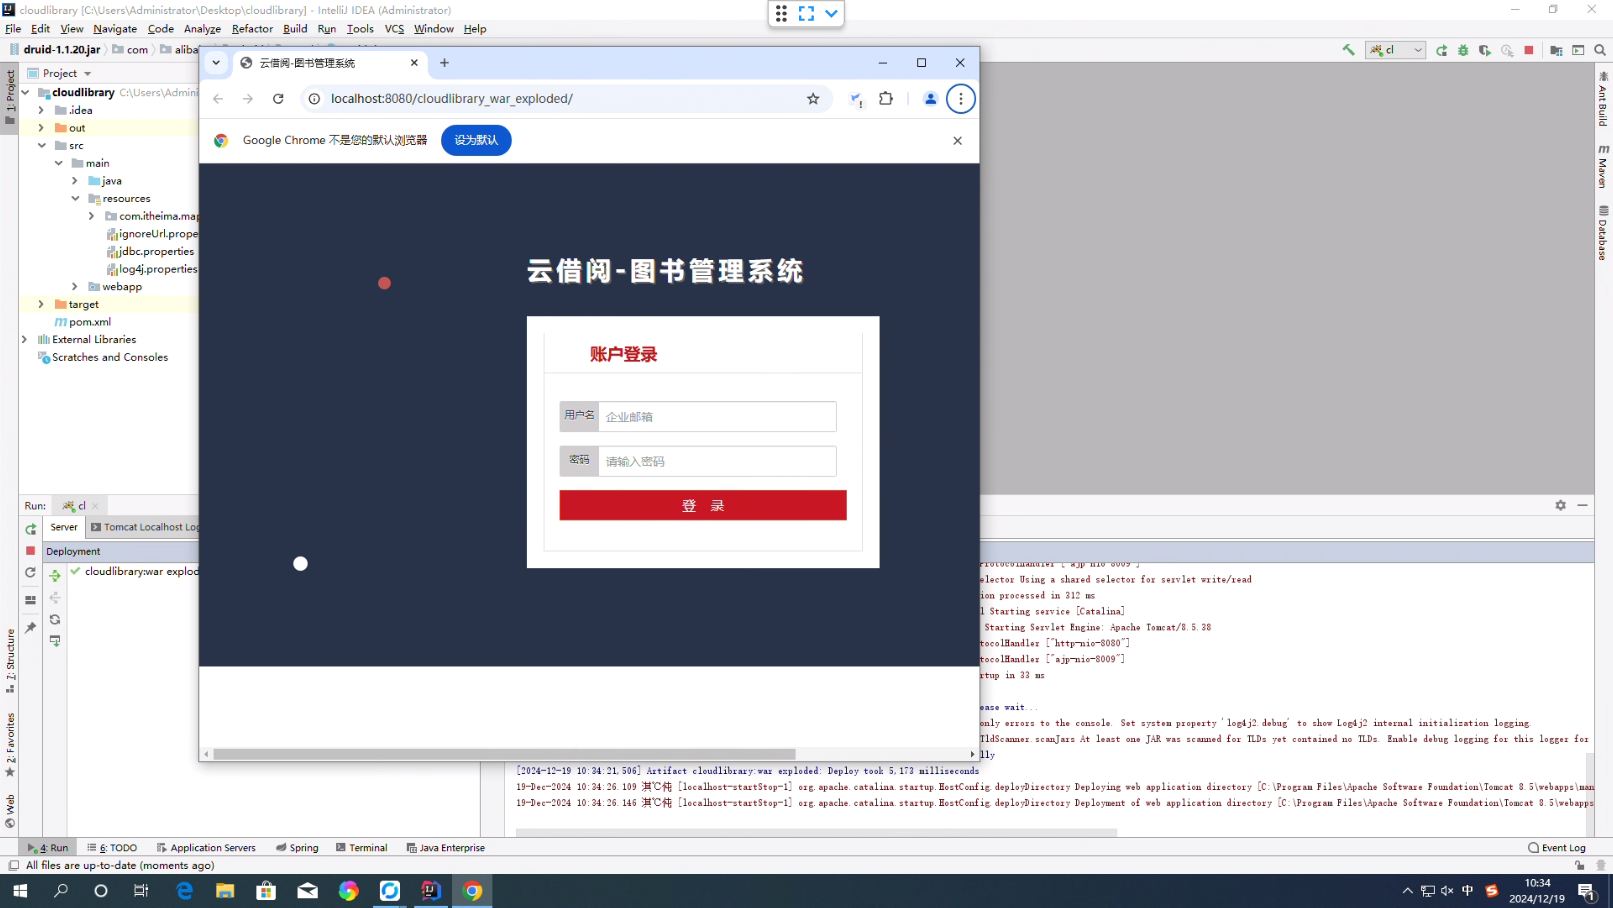 cloudlibrary [C:\Users\Administrator\Desktop\cloudlibrary] - IntelliJ IDEA (Administrator)
File Edit View Navigate Code Analyze Refactor Build Run Tools VCS Window Help
druid-1.1.20.jar com aliba
cl
Project
cloudlibrary C:\Users\Admini
.idea
out
src
main
java
resources
com.itheima.map
ignoreUrl.prope
jdbc.properties
log4j.properties
webapp
target
pom.xml
External Libraries
Scratches and Consoles
1: Project
7: Structure
2: Favorites
Web
Ant Build
Maven
Database
云借阅-图书管理系统
localhost:8080/cloudlibrary_war_exploded/
Google Chrome 不是您的默认浏览器
设为默认
云借阅-图书管理系统
账户登录
用户名 企业邮箱
密码 请输入密码
登 录
Run: cl
Server Tomcat Localhost Log
Deployment
cloudlibrary:war explod
rotocolHandler ["ajp-nio-8009"]
elector Using a shared selector for servlet write/read
ion processed in 312 ms
l Starting service [Catalina]
Starting Servlet Engine: Apache Tomcat/8.5.38
tocolHandler ["http-nio-8080"]
tocolHandler ["ajp-nio-8009"]
rtup in 33 ms
ease wait...
only errors to the console. Set system property 'log4j2.debug' to show Log4j2 internal initialization logging.
TldScanner.scanJars At least one JAR was scanned for TLDs yet contained no TLDs. Enable debug logging for this logger for
lly
[2024-12-19 10:34:21,506] Artifact cloudlibrary:war exploded: Deploy took 5,173 milliseconds
19-Dec-2024 10:34:26.109 淇℃伅 [localhost-startStop-1] org.apache.catalina.startup.HostConfig.deployDirectory Deploying web application directory [C:\Program Files\Apache Software Foundation\Tomcat 8.5\webapps\man
19-Dec-2024 10:34:26.146 淇℃伅 [localhost-startStop-1] org.apache.catalina.startup.HostConfig.deployDirectory Deployment of web application directory [C:\Program Files\Apache Software Foundation\Tomcat 8.5\webapps
4: Run 6: TODO Application Servers Spring Terminal Java Enterprise Event Log
All files are up-to-date (moments ago)
中
10:34
2024/12/19
1